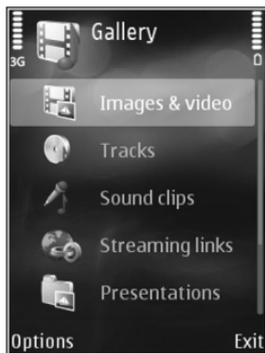 Gallery
3G
Images & video
Tracks
Sound clips
Streaming links
Presentations
Options Exit